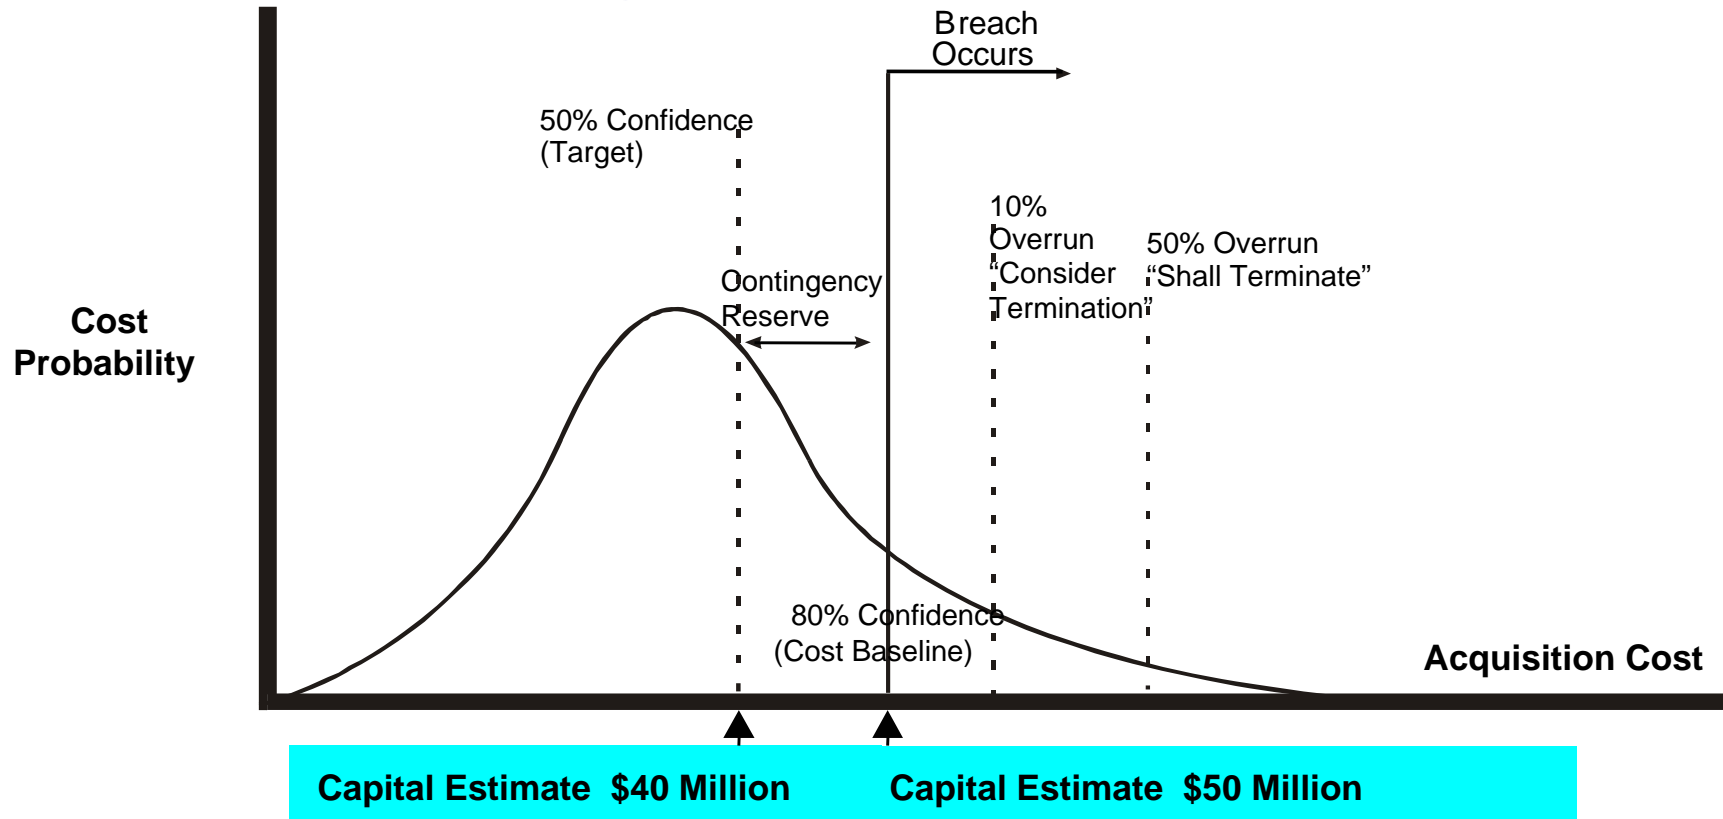 Breach
Occurs
50% Confidence
(Target)
10%
Overrun
“Consider
Termination”
50% Overrun
“Shall Terminate”
Contingency
Reserve
Cost
Probability
80% Confidence
(Cost Baseline)
Acquisition Cost
Capital Estimate $40 Million
Capital Estimate $50 Million